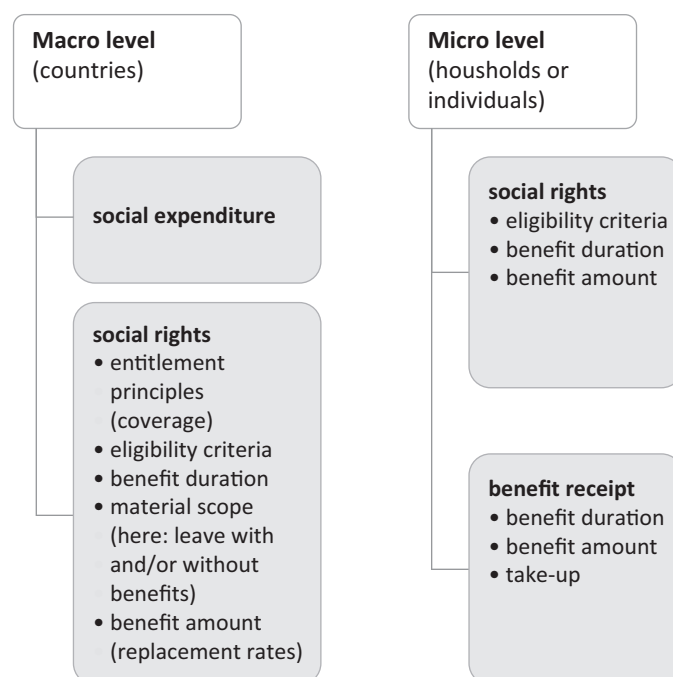 Macro level
(countries)
social expenditure
social rights
• entitlement
principles
(coverage)
• eligibility criteria
• benefit duration
• material scope
(here: leave with
and/or without
benefits)
• benefit amount
(replacement rates)
Micro level
(housholds or
individuals)
social rights
• eligibility criteria
• benefit duration
• benefit amount
benefit receipt
• benefit duration
• benefit amount
• take-up